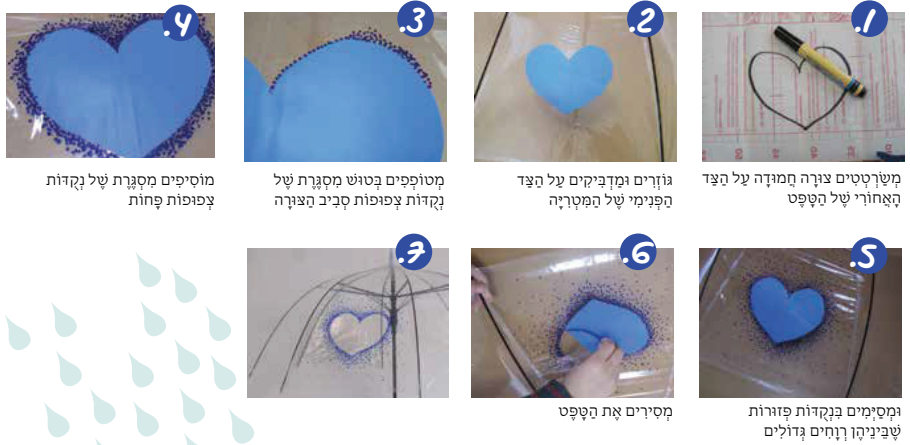 .1
מְשַׂרְטְטִים צוּרָה חֲמוּדָה עַל הַצַּד
הָאֲחוֹרִי שֶׁל הַטַּפֶּט
.2
גּוֹזְרִים וּמַדְבִּיקִים עַל הַצַּד
הַפְּנִימִי שֶׁל הַמִּטְרִיָּה
.3
מְטוֹפְפִים בְּטוּשׁ מִסְגֶּרֶת שֶׁל
נְקֻדּוֹת צְפוּפוֹת סְבִיב הַצּוּרָה
.4
מוֹסִיפִים מִסְגֶּרֶת שֶׁל נְקֻדּוֹת
צְפוּפוֹת פָּחוֹת
.5
וּמְסַיְּמִים בִּנְקֻדּוֹת פְּזוּרוֹת
שֶׁבֵּינֵיהֶן רְוָחִים גְּדוֹלִים
.6
מְסִירִים אֶת הַטַּפֶּט
.7